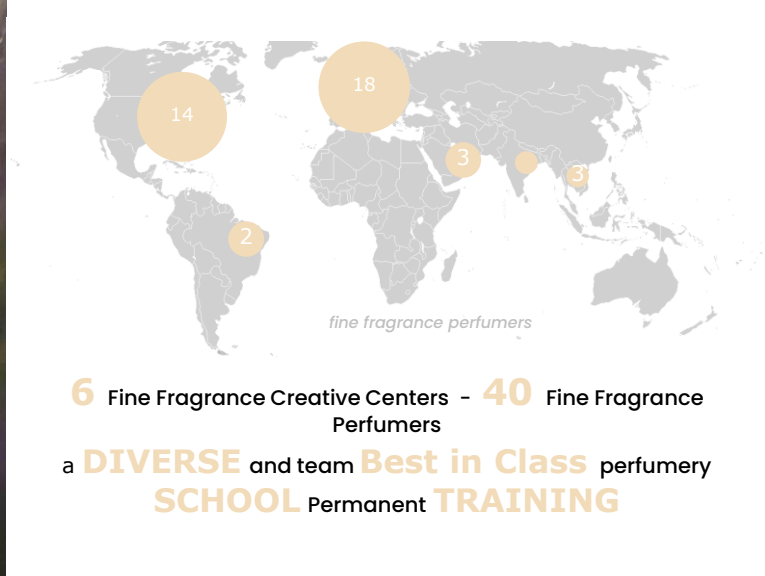 18
14
3
3
2
fine fragrance perfumers
6 Fine Fragrance Creative Centers - 40 Fine Fragrance
Perfumers
a DIVERSE and team Best in Class perfumery
SCHOOL Permanent TRAINING